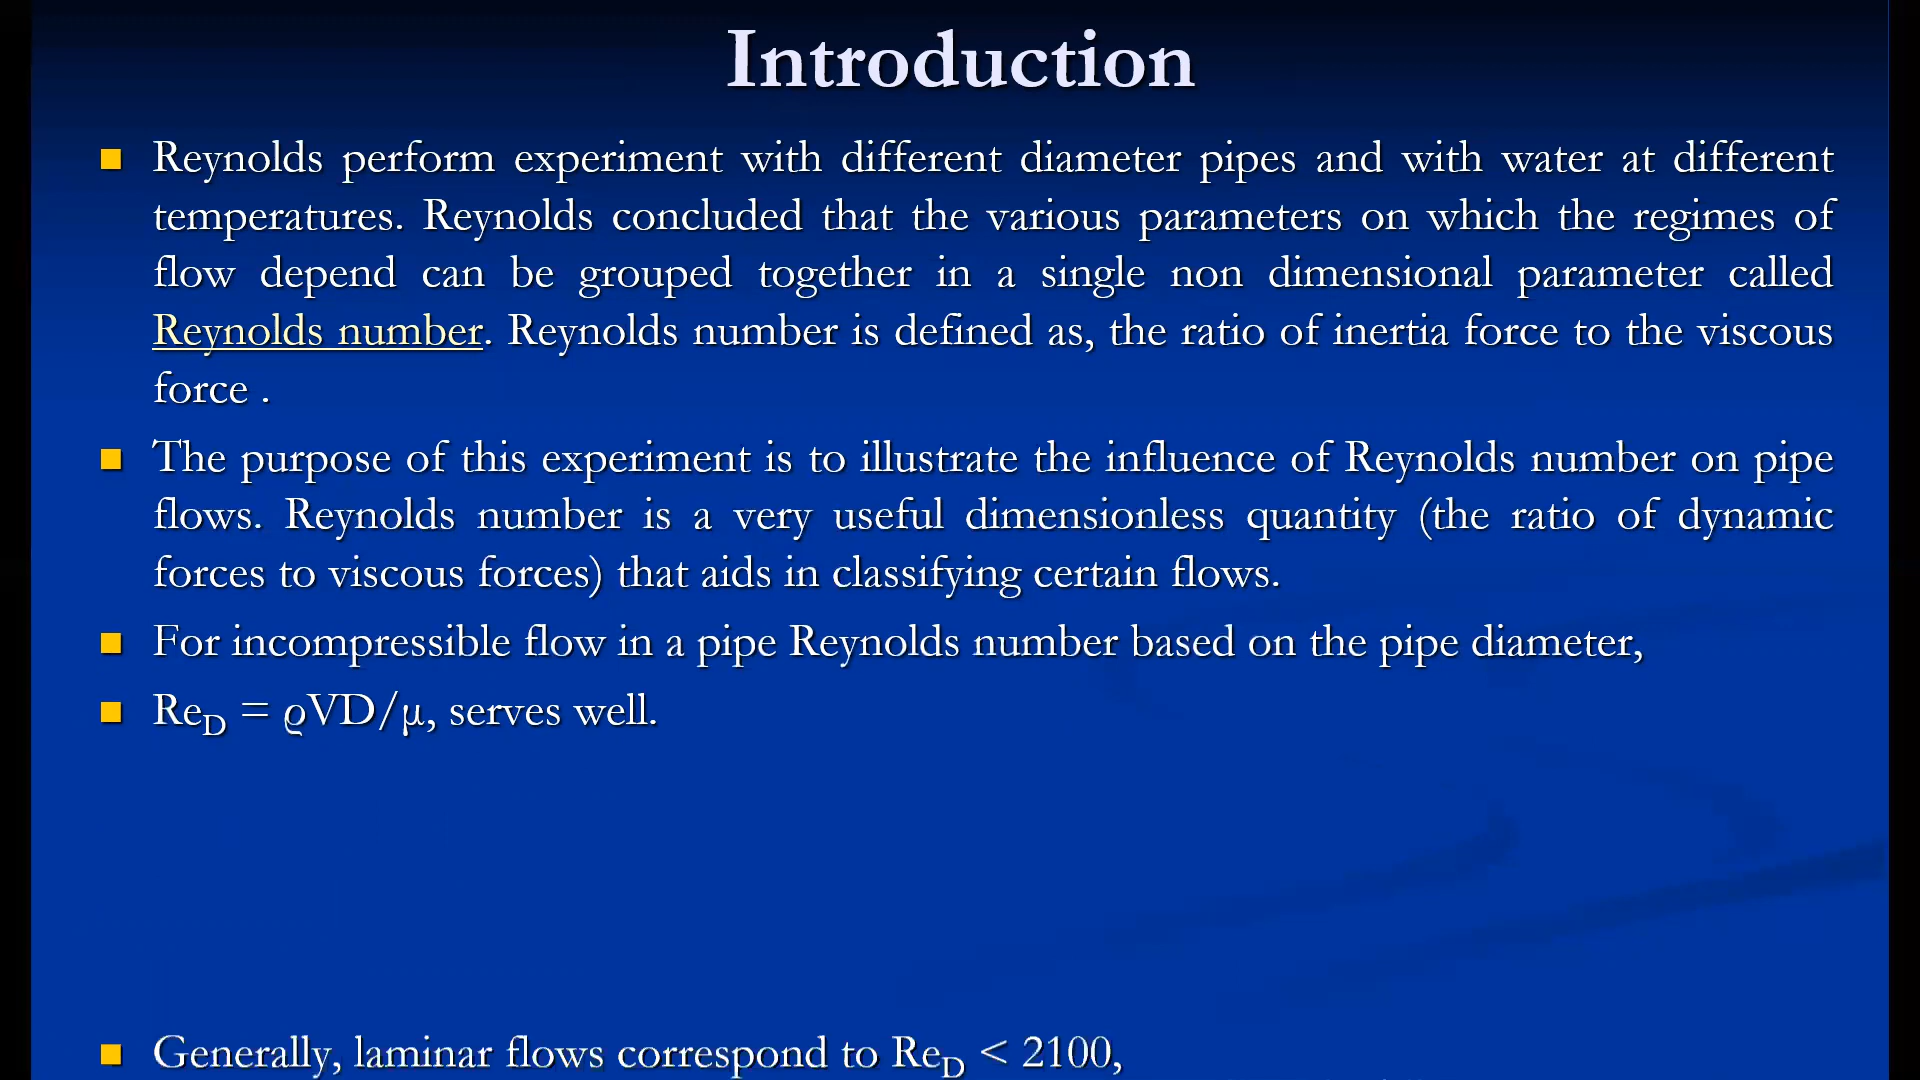 Introduction
Reynolds perform experiment with different diameter pipes and with water at different
temperatures. Reynolds concluded that the various parameters on which the regimes of
flow depend can be grouped together in a single non dimensional parameter called
Reynolds number. Reynolds number is defined as, the ratio of inertia force to the viscous
force .
The purpose of this experiment is to illustrate the influence of Reynolds number on pipe
flows. Reynolds number is a very useful dimensionless quantity (the ratio of dynamic
forces to viscous forces) that aids in classifying certain flows.
For incompressible flow in a pipe Reynolds number based on the pipe diameter,
Re_D = ρVD/μ, serves well.
Generally, laminar flows correspond to Re_D < 2100,